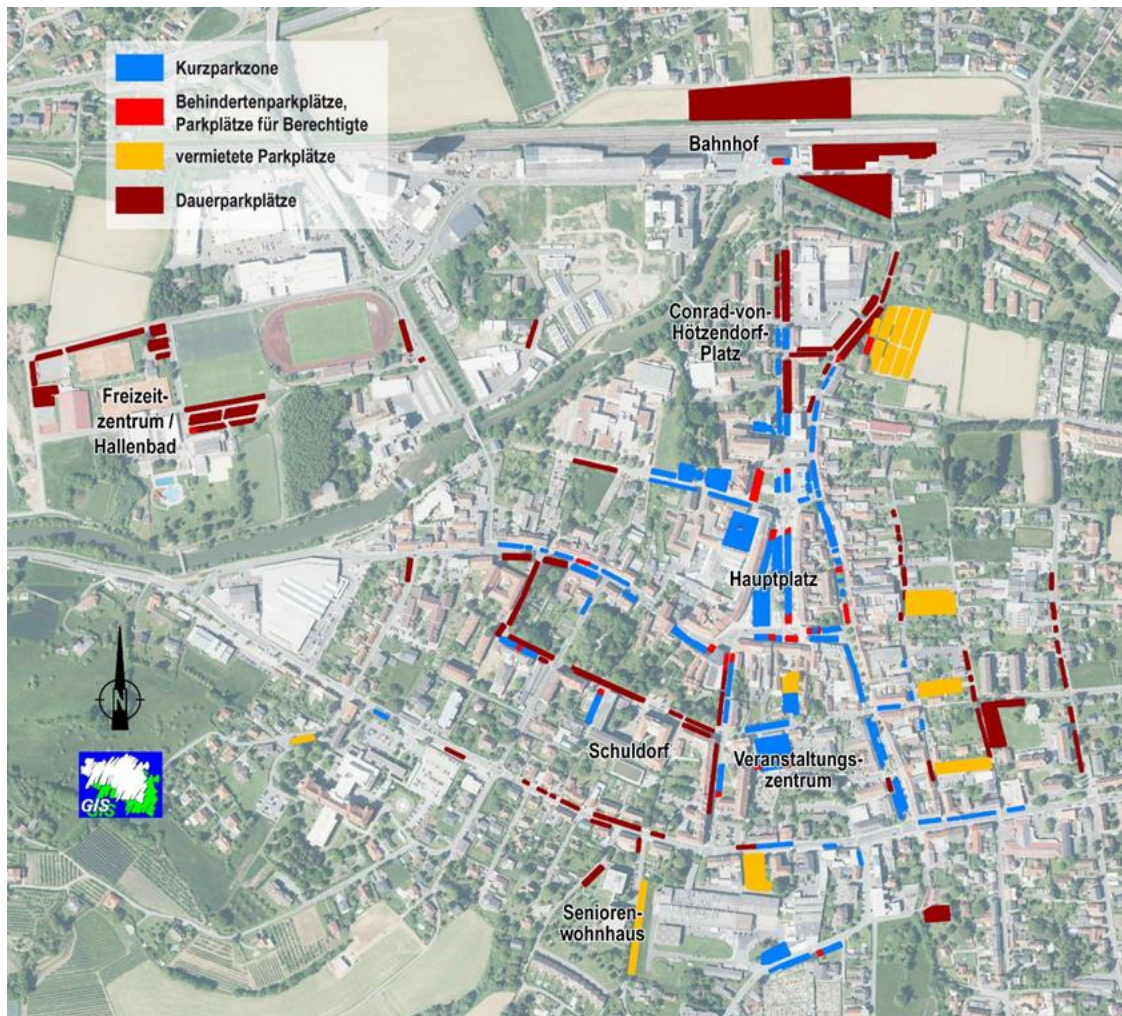 Kurzparkzone
Behindertenparkplätze,
Parkplätze für Berechtigte
vermietete Parkplätze
Dauerparkplätze
Bahnhof
Conrad-von-
Hötzendorf-
Platz
Freizeit-
zentrum /
Hallenbad
Hauptplatz
N
Schuldorf
Veranstaltungs-
zentrum
GIS
GIS
Senioren-
wohnhaus